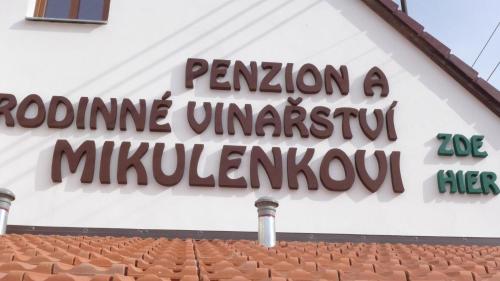 PENZION A
RODINNÉ VINAŘSTVÍ
MIKULENKOVI
ZDE
HIER